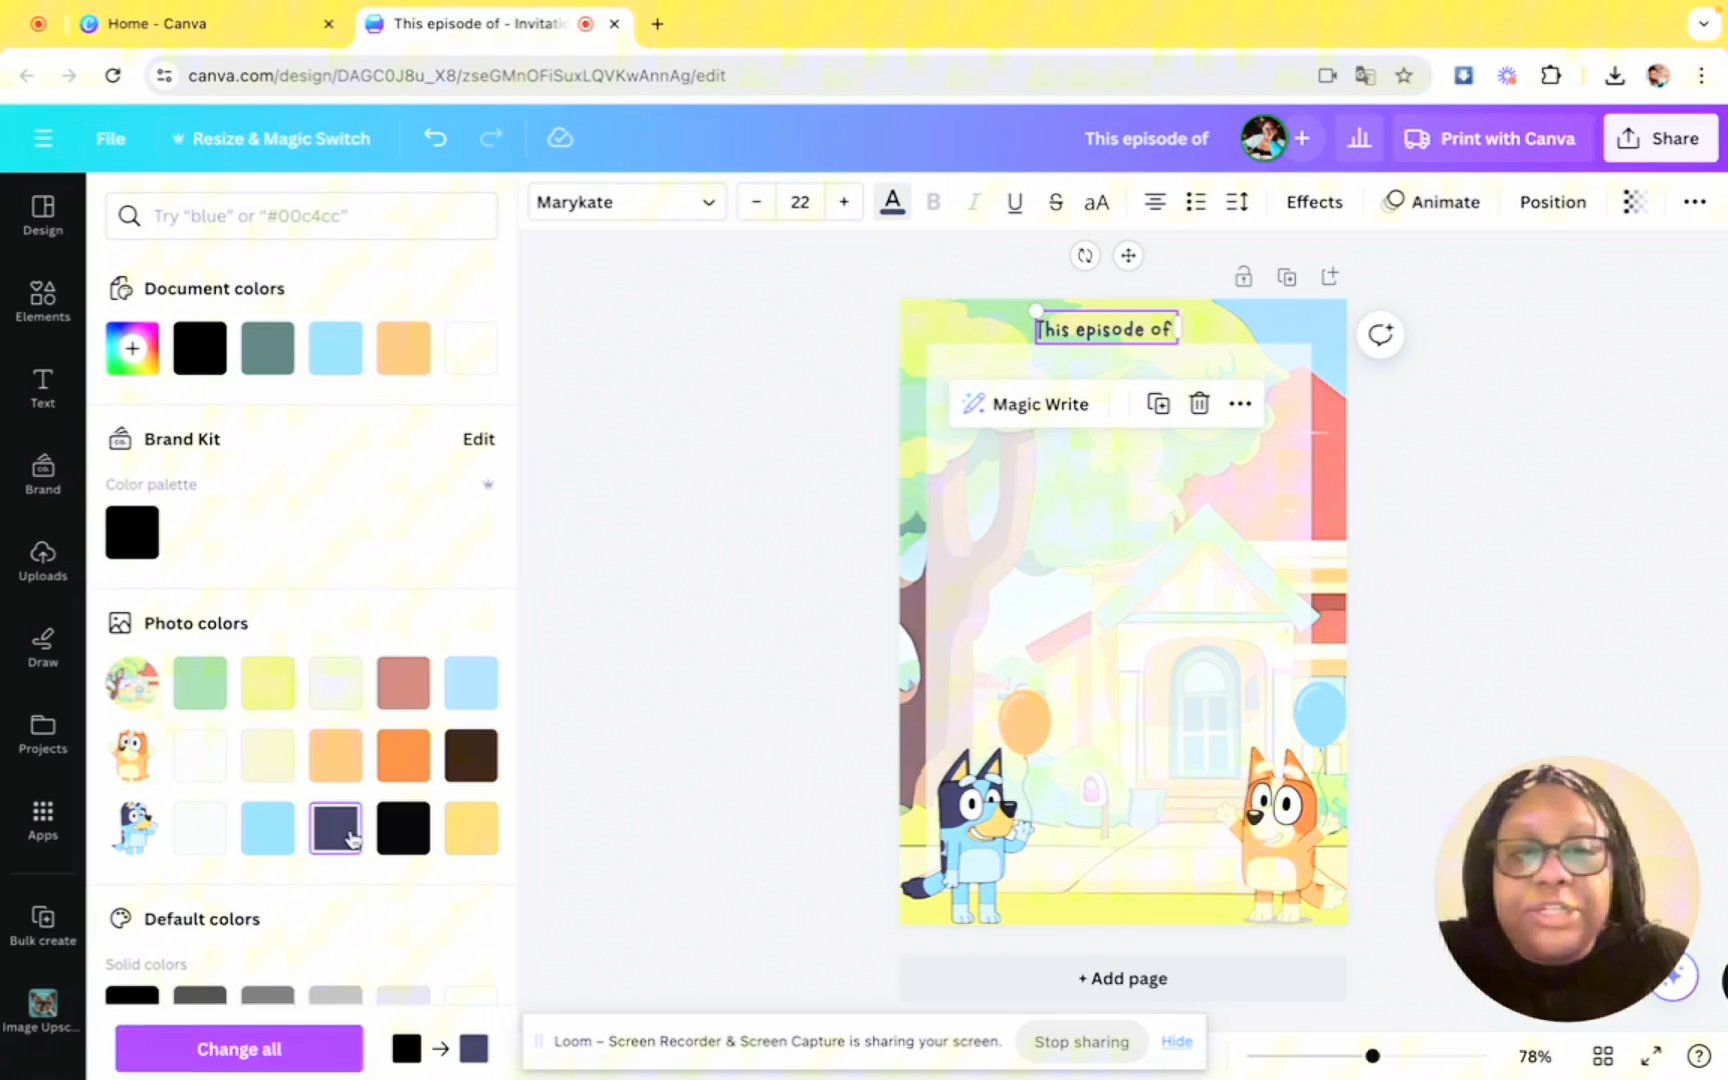 Home - Canva
This episode of - Invitatio
canva.com/design/DAGC0J8u_X8/zseGMnOFiSuxLQVKwAnnAg/edit
File
Resize & Magic Switch
This episode of
Print with Canva
Share
Design
Elements
Text
Brand
Uploads
Draw
Projects
Apps
Bulk create
Image Upsc...
Try "blue" or "#00c4cc"
Document colors
Brand Kit
Edit
Color palette
Photo colors
Default colors
Solid colors
Change all
Marykate
22
A
B
I
U
S
aA
Effects
Animate
Position
This episode of
Magic Write
+ Add page
Loom – Screen Recorder & Screen Capture is sharing your screen.
Stop sharing
Hide
78%